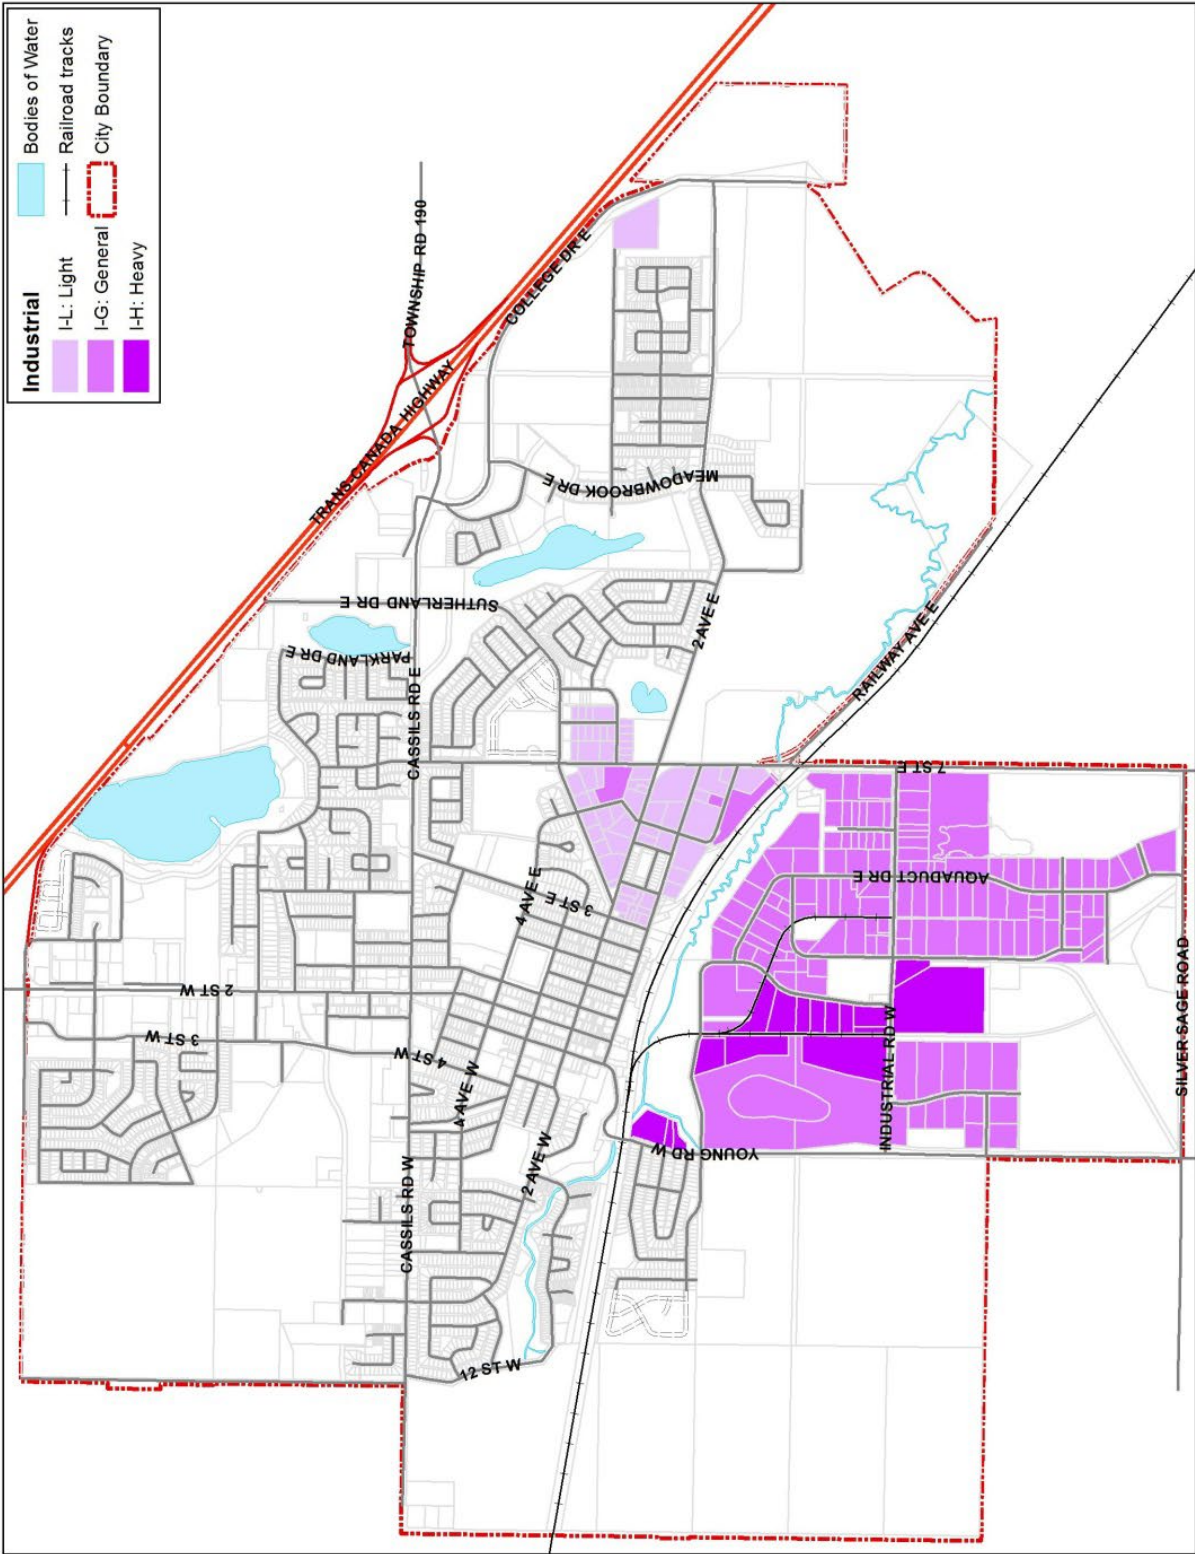 Industrial
I-L: Light
I-G: General
I-H: Heavy
Bodies of Water
Railroad tracks
City Boundary
TOWNSHIP RD 190
TRANS-CANADA HIGHWAY
COLLEGE DR E
MEADOWBROOK DR E
SUTHERLAND DR E
PARKLAND DR E
CASSILS RD E
2 AVE E
RAILWAY AVE E
7 ST E
4 AVE E
3 ST E
AQUADUCT DR E
2 ST W
3 ST W
4 ST W
4 AVE W
2 AVE W
CASSILS RD W
12 ST W
YOUNG RD W
INDUSTRIAL RD W
SILVER SAGE ROAD